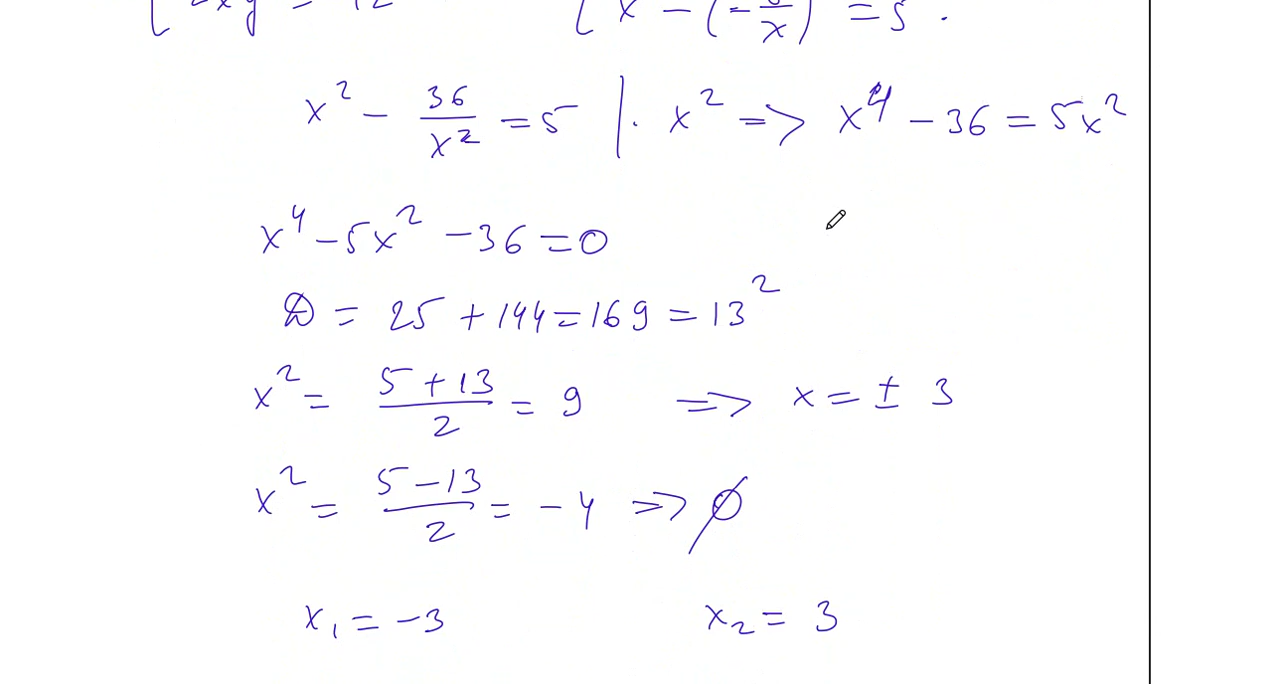 x² - 36/x² = 5 | · x² => x⁴ - 36 = 5x²
x⁴ - 5x² - 36 = 0
D = 25 + 144 = 169 = 13²
x² = (5 + 13)/2 = 9 => x = ± 3
x² = (5 - 13)/2 = -4 => ∅
x₁ = -3 x₂ = 3